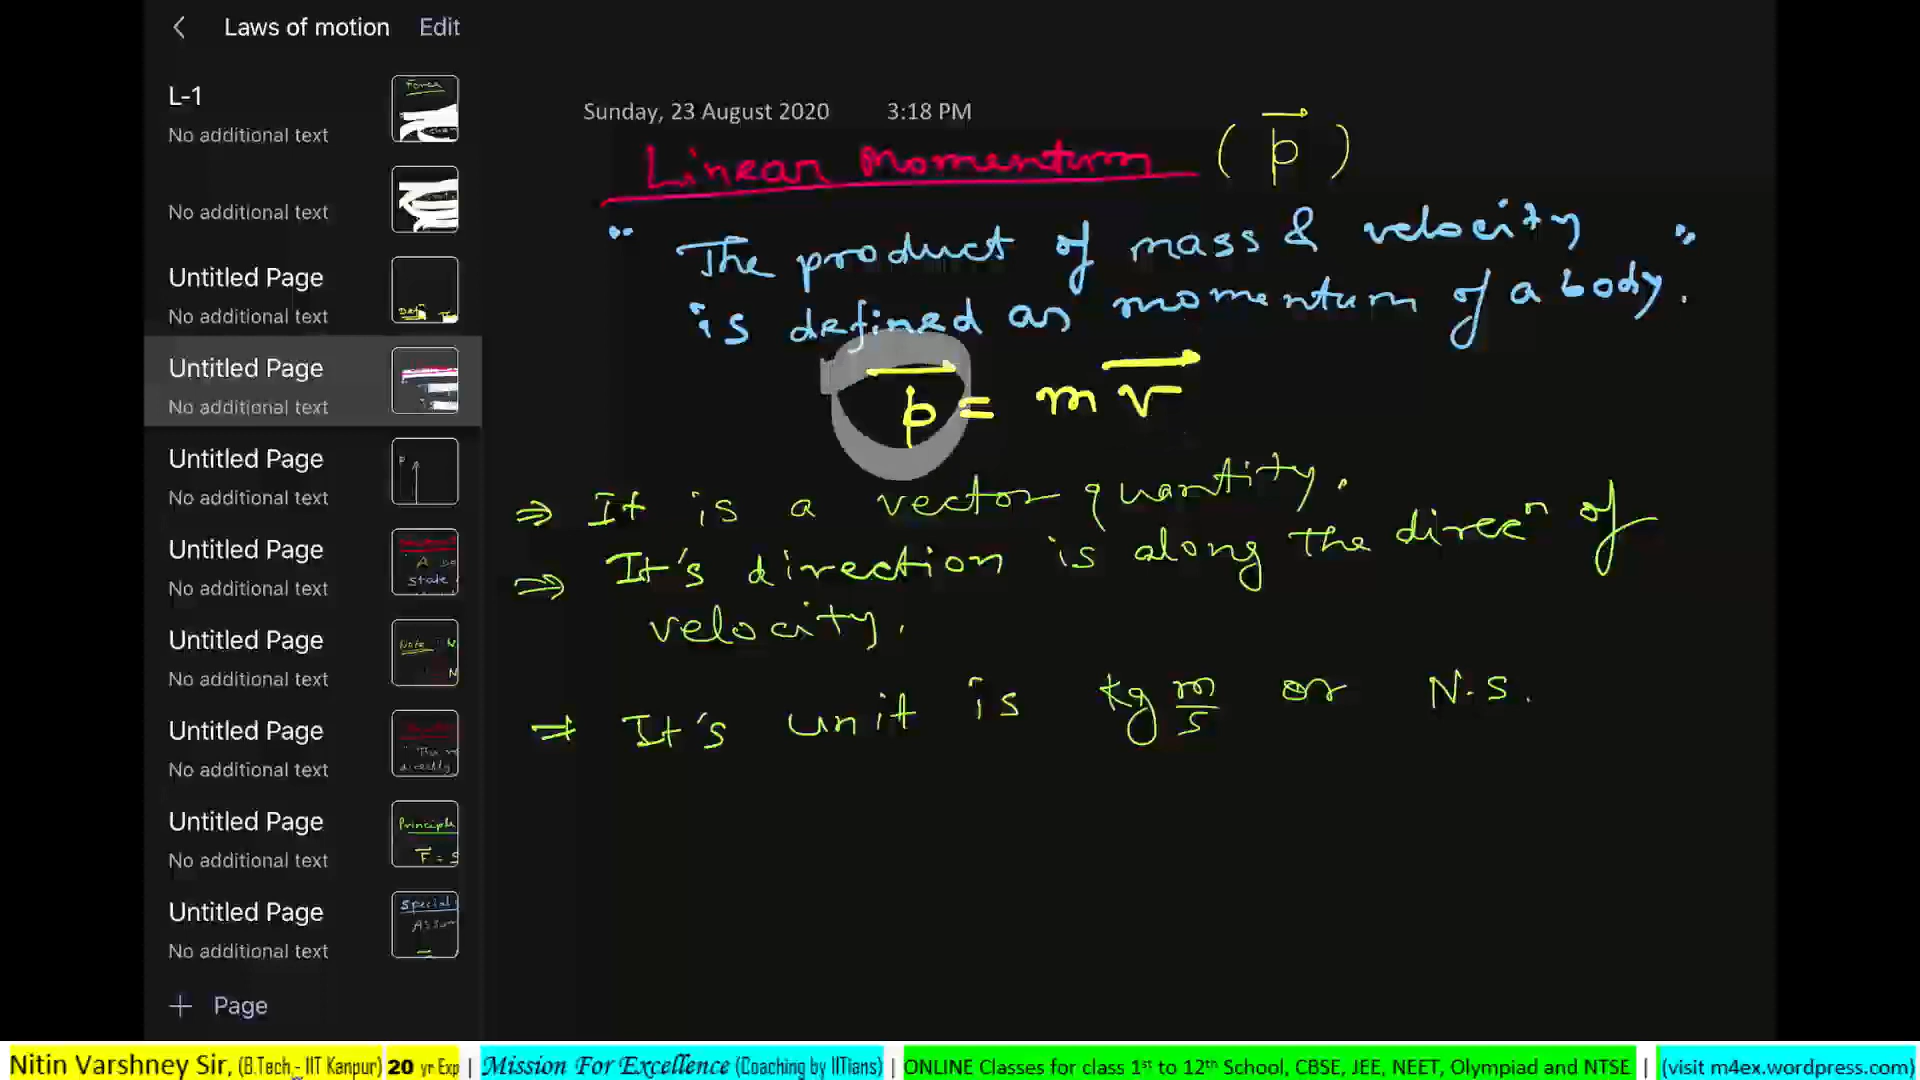 Laws of motion Edit
L-1
No additional text
No additional text
Untitled Page
No additional text
Untitled Page
No additional text
Untitled Page
No additional text
Untitled Page
No additional text
Untitled Page
No additional text
Untitled Page
No additional text
Untitled Page
No additional text
Untitled Page
No additional text
+ Page
Force
Note
Principle
Special
Sunday, 23 August 2020 3:18 PM
Linear Momentum (p⃗)
" The product of mass & velocity "
is defined as momentum of a body.
p⃗ = m v⃗
⇒ It is a vector quantity.
⇒ It's direction is along the direcⁿ of
velocity.
⇒ It's unit is kg m/s or N.s.
Nitin Varshney Sir, (B.Tech,- IIT Kanpur) 20 yr Exp | Mission For Excellence (Coaching by IITians) | ONLINE Classes for class 1st to 12th School, CBSE, JEE, NEET, Olympiad and NTSE | (visit m4ex.wordpress.com)